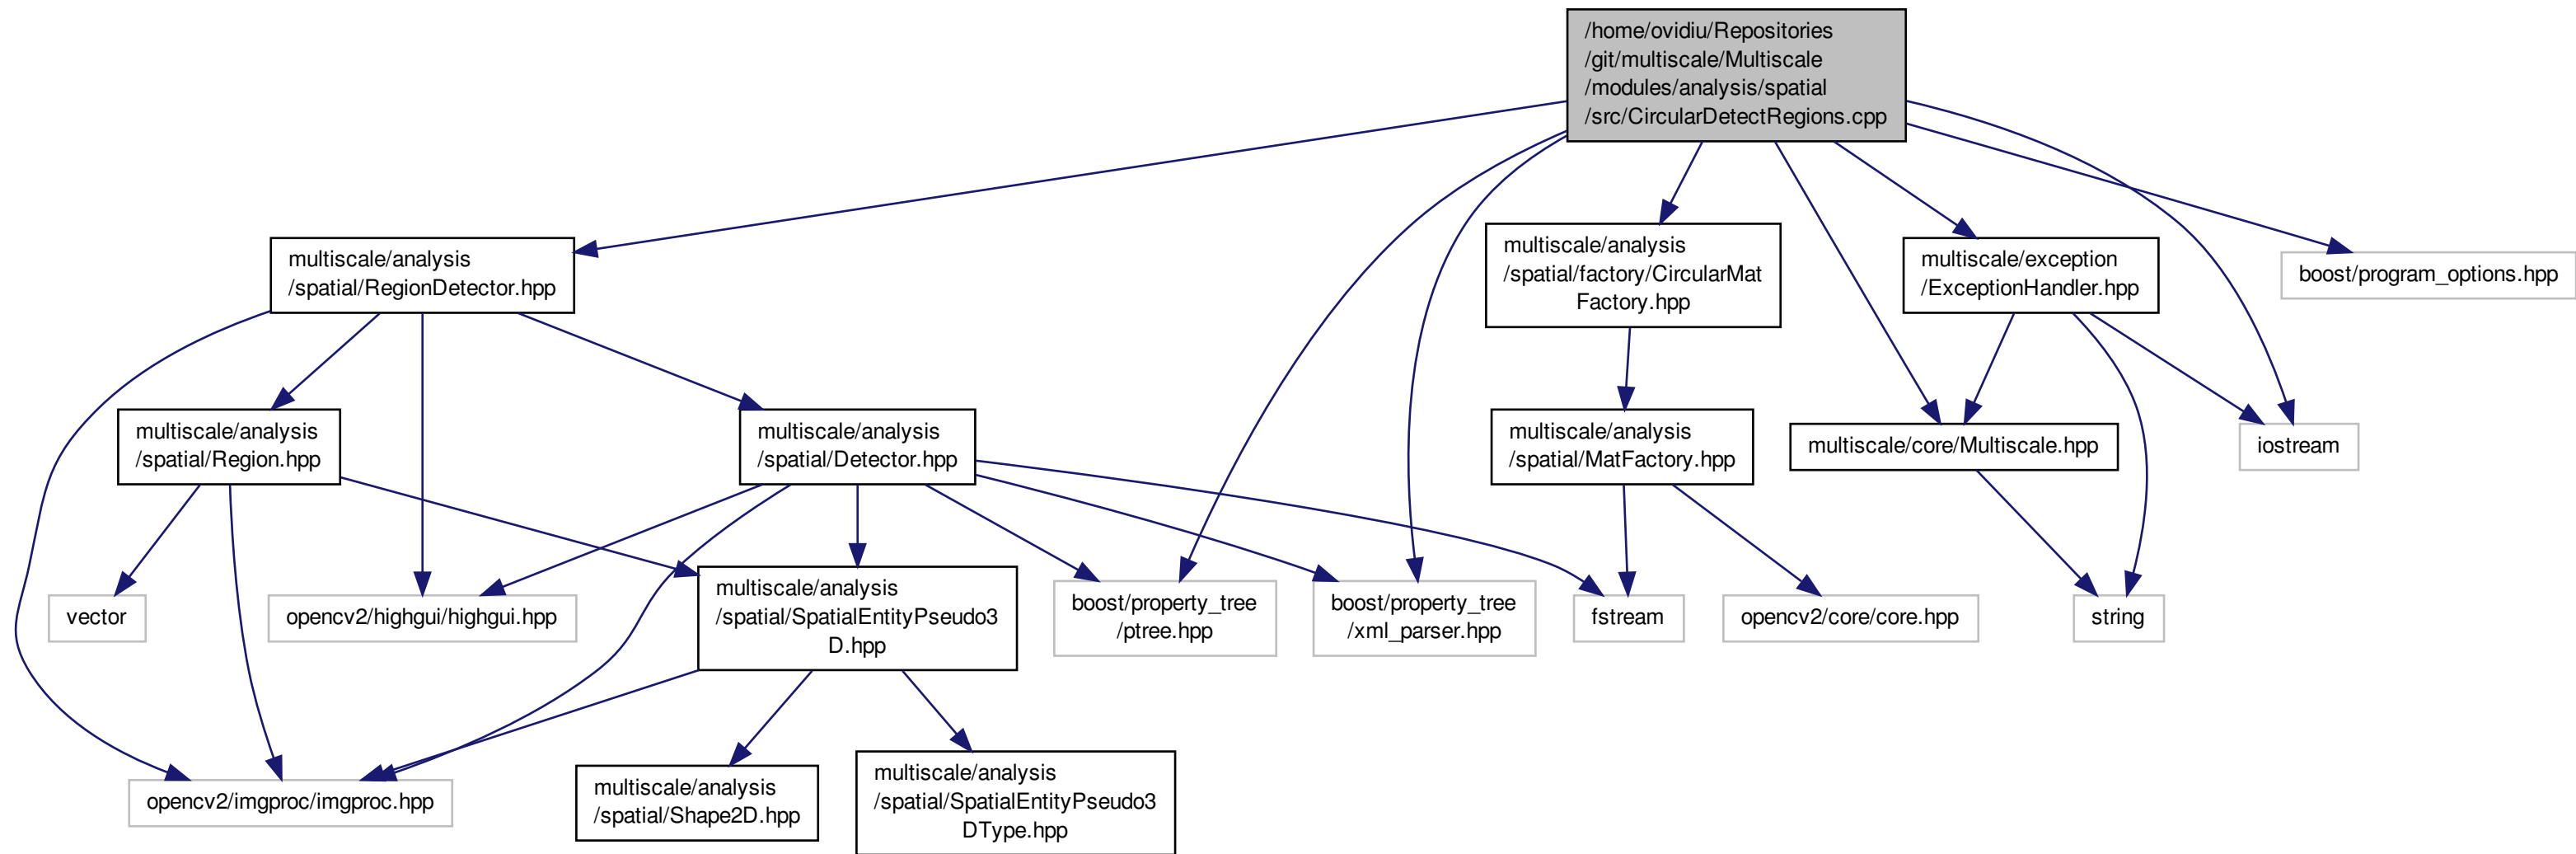 /home/ovidiu/Repositories
/git/multiscale/Multiscale
/modules/analysis/spatial
/src/CircularDetectRegions.cpp
multiscale/analysis
/spatial/RegionDetector.hpp
multiscale/analysis
/spatial/factory/CircularMat
Factory.hpp
multiscale/exception
/ExceptionHandler.hpp
boost/program_options.hpp
multiscale/analysis
/spatial/Region.hpp
multiscale/analysis
/spatial/Detector.hpp
multiscale/analysis
/spatial/MatFactory.hpp
multiscale/core/Multiscale.hpp
iostream
vector
opencv2/highgui/highgui.hpp
multiscale/analysis
/spatial/SpatialEntityPseudo3
D.hpp
boost/property_tree
/ptree.hpp
boost/property_tree
/xml_parser.hpp
fstream
opencv2/core/core.hpp
string
opencv2/imgproc/imgproc.hpp
multiscale/analysis
/spatial/Shape2D.hpp
multiscale/analysis
/spatial/SpatialEntityPseudo3
DType.hpp